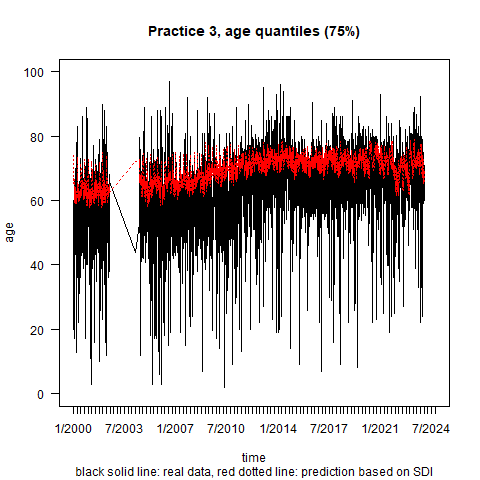 Practice 3, age quantiles (75%)
100
80
60
40
20
0
age
1/2000 7/2003 1/2007 7/2010 1/2014 7/2017 1/2021 7/2024
time
black solid line: real data, red dotted line: prediction based on SDI